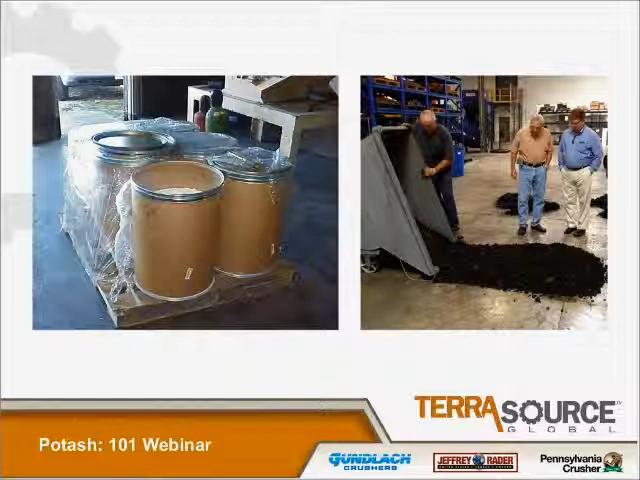 TERRASOURCE
GLOBAL
Potash: 101 Webinar
GUNDLACH
CRUSHERS
JEFFREY RADER
Pennsylvania
Crusher